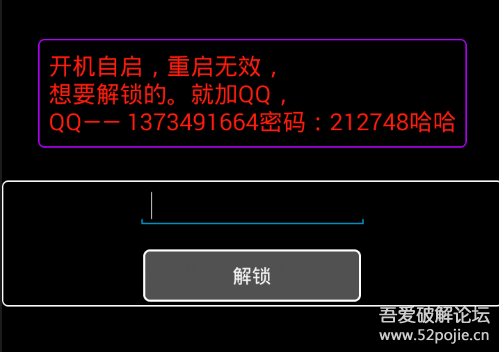 开机自启，重启无效，
想要解锁的。就加QQ，
QQ—— 1373491664密码：212748哈哈
解锁
吾爱破解论坛
www.52pojie.cn